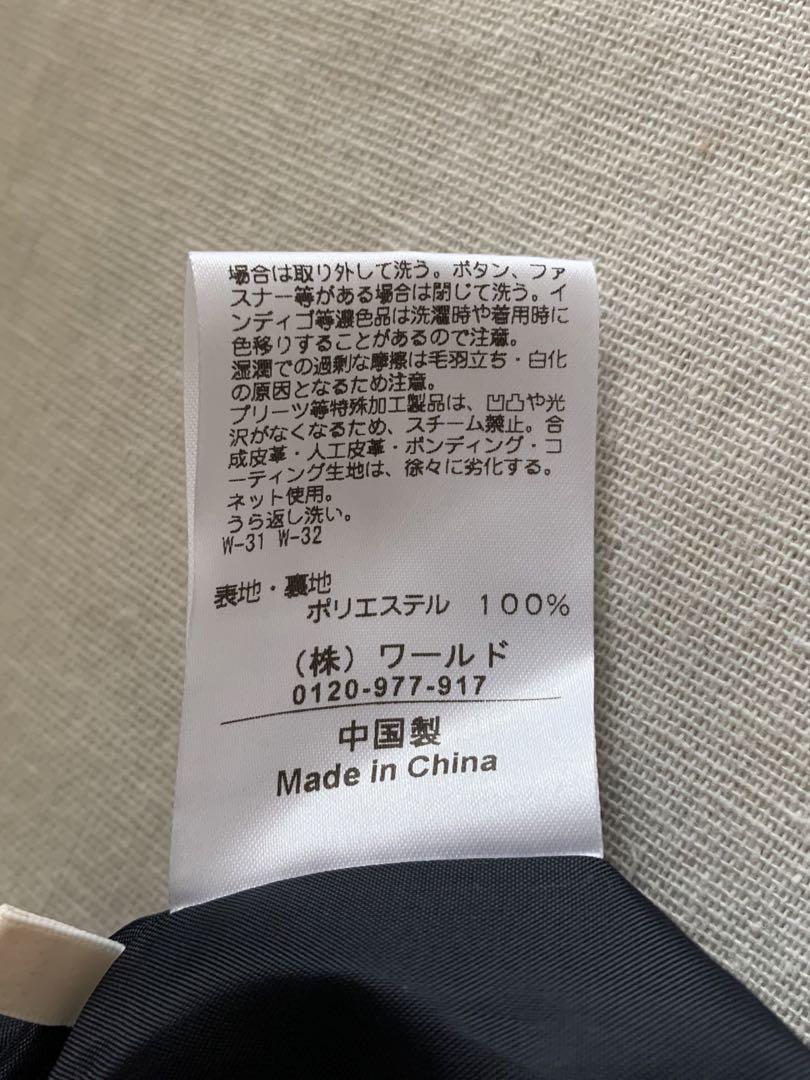 場合は取り外して洗う。ボタン、ファ
スナー等がある場合は閉じて洗う。イ
ンディゴ等濃色品は洗濯時や着用時に
色移りすることがあるので注意。
湿潤での過剰な摩擦は毛羽立ち・白化
の原因となるため注意。
プリーツ等特殊加工製品は、凹凸や光
沢がなくなるため、スチーム禁止。合
成皮革・人工皮革・ボンディング・コ
ーティング生地は、徐々に劣化する。
ネット使用。
うら返し洗い。
W-31 W-32
表地・裏地
ポリエステル 100%
(株)ワールド
0120-977-917
中国製
Made in China